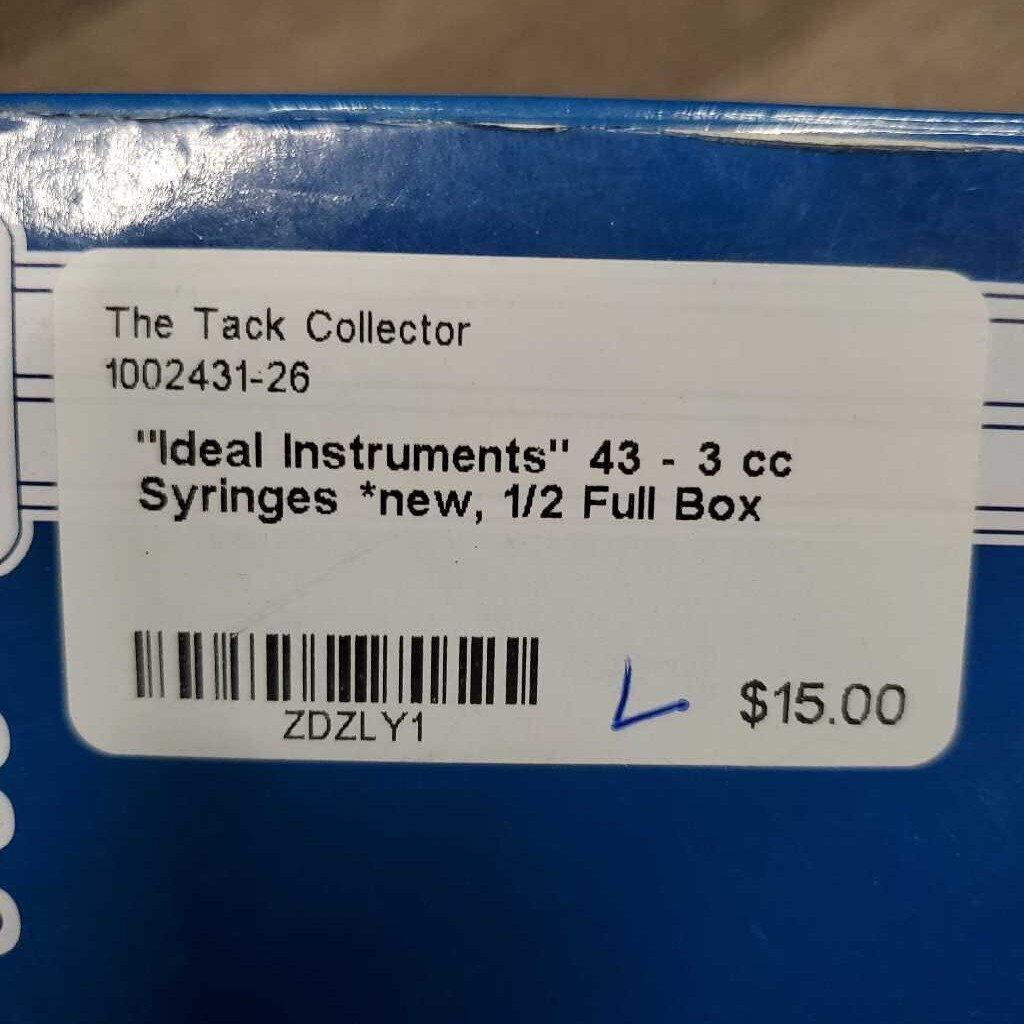 The Tack Collector
1002431-26
"Ideal Instruments" 43 - 3 cc
Syringes *new, 1/2 Full Box
ZDZLY1
L $15.00